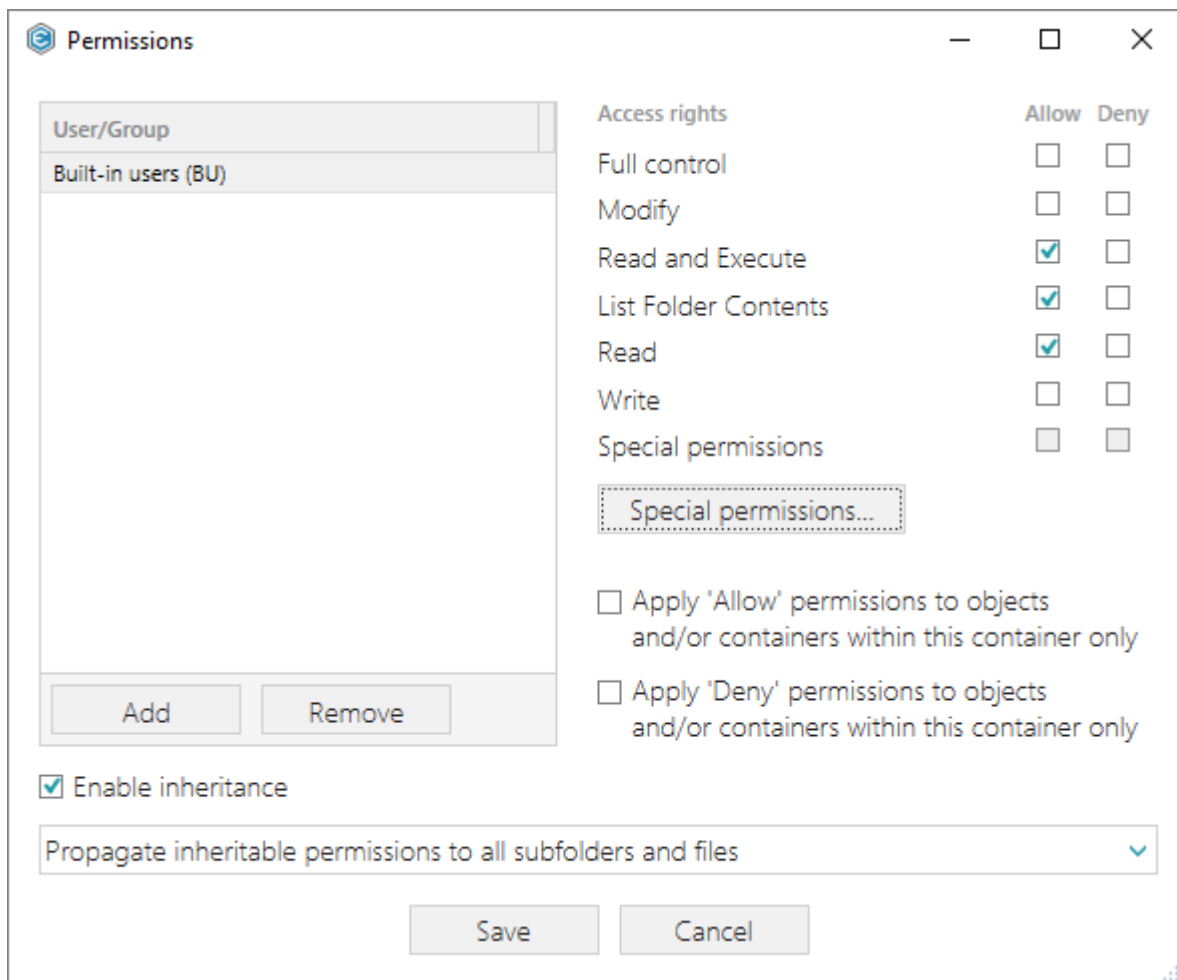 Permissions
User/Group
Built-in users (BU)
Add Remove
Access rights Allow Deny
Full control
Modify
Read and Execute
List Folder Contents
Read
Write
Special permissions
Special permissions...
Apply 'Allow' permissions to objects
and/or containers within this container only
Apply 'Deny' permissions to objects
and/or containers within this container only
Enable inheritance
Propagate inheritable permissions to all subfolders and files
Save Cancel